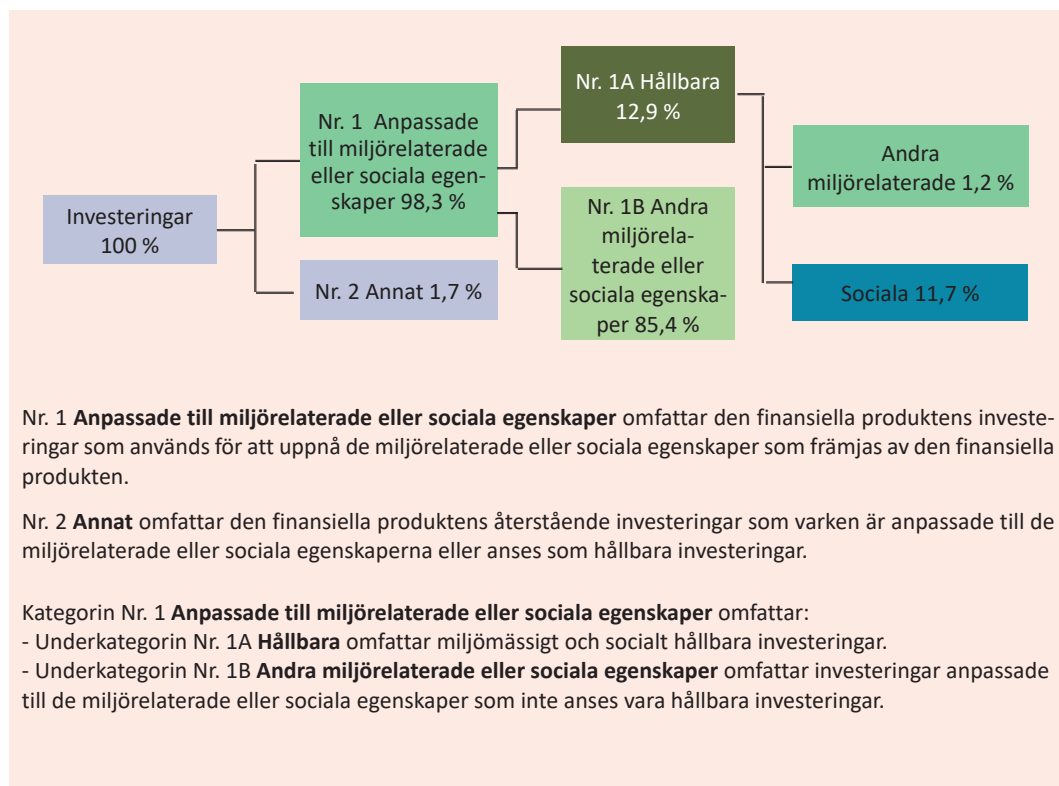 Investeringar
100 %
Nr. 1 Anpassade
till miljörelaterade
eller sociala egen-
skaper 98,3 %
Nr. 2 Annat 1,7 %
Nr. 1A Hållbara
12,9 %
Nr. 1B Andra
miljörela-
terade eller
sociala egenska-
per 85,4 %
Andra
miljörelaterade 1,2 %
Sociala 11,7 %
Nr. 1 Anpassade till miljörelaterade eller sociala egenskaper omfattar den finansiella produktens investe-
ringar som används för att uppnå de miljörelaterade eller sociala egenskaper som främjas av den finansiella
produkten.
Nr. 2 Annat omfattar den finansiella produktens återstående investeringar som varken är anpassade till de
miljörelaterade eller sociala egenskaperna eller anses som hållbara investeringar.
Kategorin Nr. 1 Anpassade till miljörelaterade eller sociala egenskaper omfattar:
- Underkategorin Nr. 1A Hållbara omfattar miljömässigt och socialt hållbara investeringar.
- Underkategorin Nr. 1B Andra miljörelaterade eller sociala egenskaper omfattar investeringar anpassade
till de miljörelaterade eller sociala egenskaper som inte anses vara hållbara investeringar.